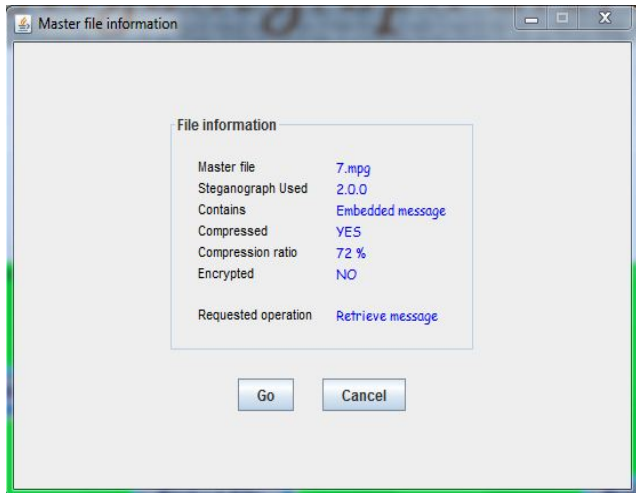 Master file information
File information
Master file 7.mpg
Steganograph Used 2.0.0
Contains Embedded message
Compressed YES
Compression ratio 72 %
Encrypted NO
Requested operation Retrieve message
Go Cancel